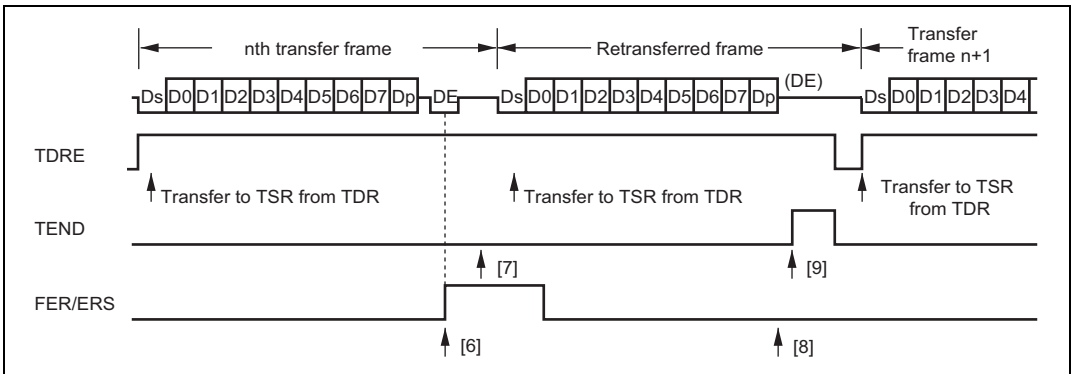 nth transfer frame
Retransferred frame
Transfer
frame n+1
Ds D0 D1 D2 D3 D4 D5 D6 D7 Dp DE Ds D0 D1 D2 D3 D4 D5 D6 D7 Dp (DE) Ds D0 D1 D2 D3 D4
TDRE
Transfer to TSR from TDR
Transfer to TSR from TDR
Transfer to TSR
from TDR
TEND
[7]
[9]
FER/ERS
[6]
[8]